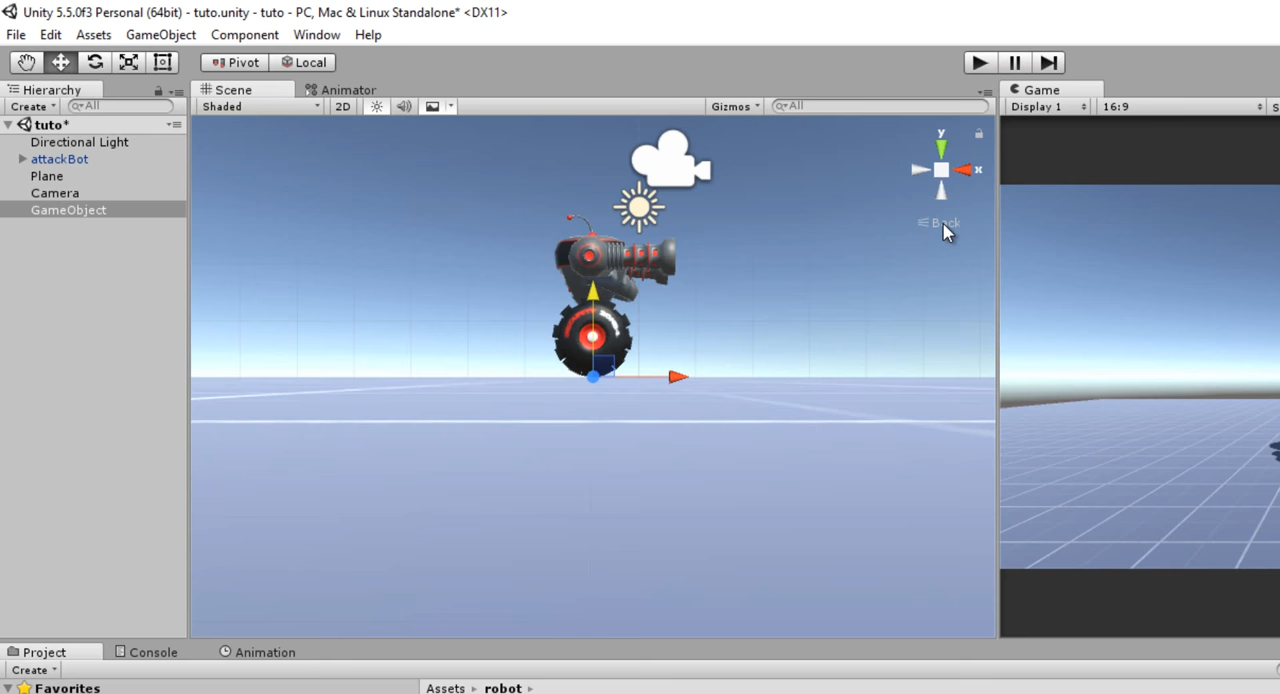 Unity 5.5.0f3 Personal (64bit) - tuto.unity - tuto - PC, Mac & Linux Standalone* <DX11>
File Edit Assets GameObject Component Window Help
Pivot Local
Hierarchy
Scene Animator
Game
Create All
Shaded 2D Gizmos All
Display 1 16:9 S
tuto*
Directional Light
attackBot
Plane
Camera
GameObject
y
x
Back
Project Console Animation
Create
Favorites
Assets robot